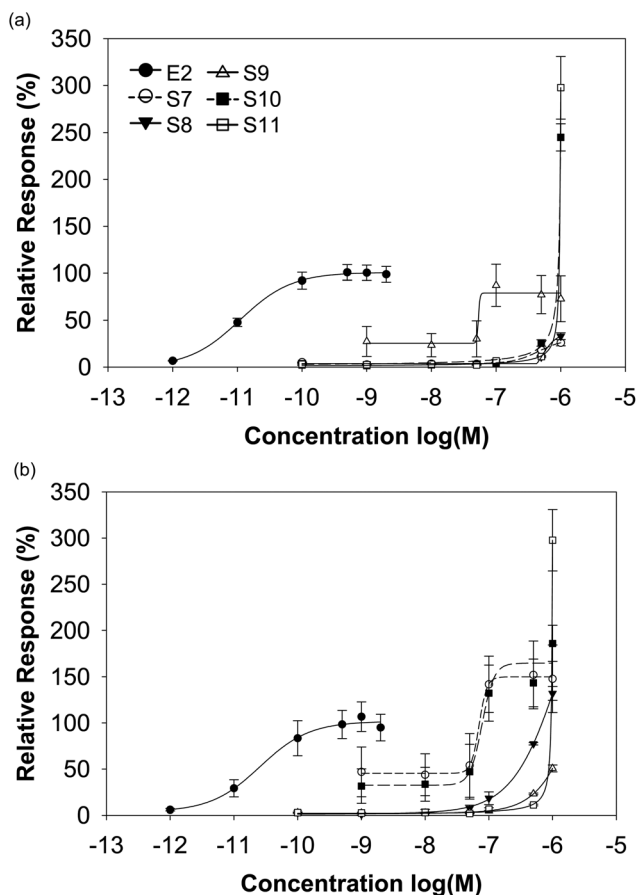 (a)
350
300
250
200
150
100
50
0
Relative Response (%)
E2 S9
S7 S10
S8 S11
-13 -12 -11 -10 -9 -8 -7 -6 -5
Concentration log(M)
(b)
350
300
250
200
150
100
50
0
Relative Response (%)
-13 -12 -11 -10 -9 -8 -7 -6 -5
Concentration log(M)